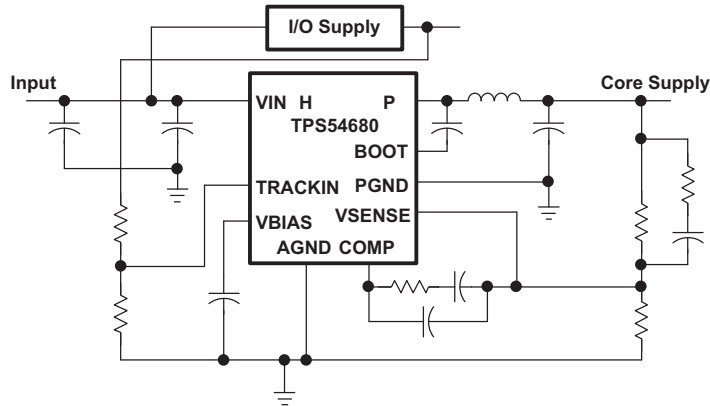 I/O Supply
Input
Core Supply
VIN H P
TPS54680
BOOT
TRACKIN PGND
VBIAS VSENSE
AGND COMP